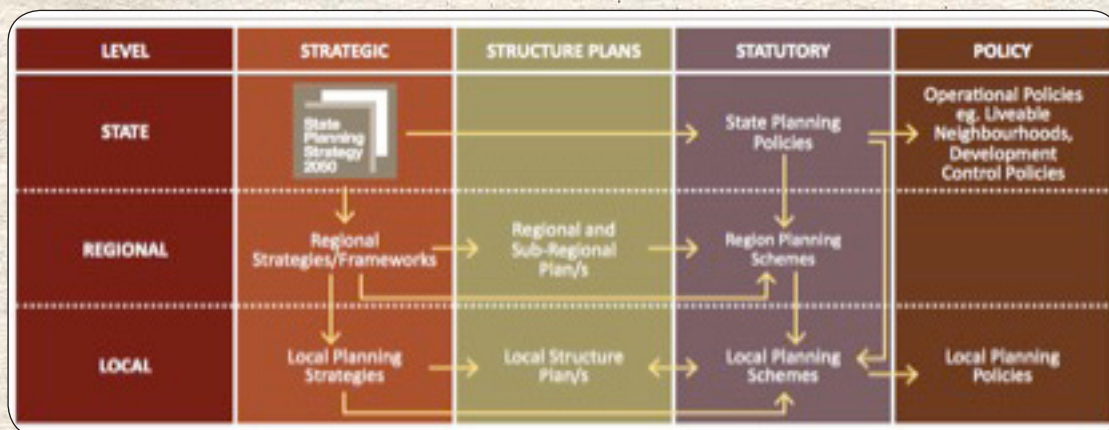 LEVEL
STRATEGIC
STRUCTURE PLANS
STATUTORY
POLICY
STATE
State
Planning
Strategy
2050
State Planning
Policies
Operational Policies
eg. Liveable
Neighbourhoods,
Development
Control Policies
REGIONAL
Regional
Strategies/Frameworks
Regional and
Sub-Regional
Plan/s
Region Planning
Schemes
LOCAL
Local Planning
Strategies
Local Structure
Plan/s
Local Planning
Schemes
Local Planning
Policies